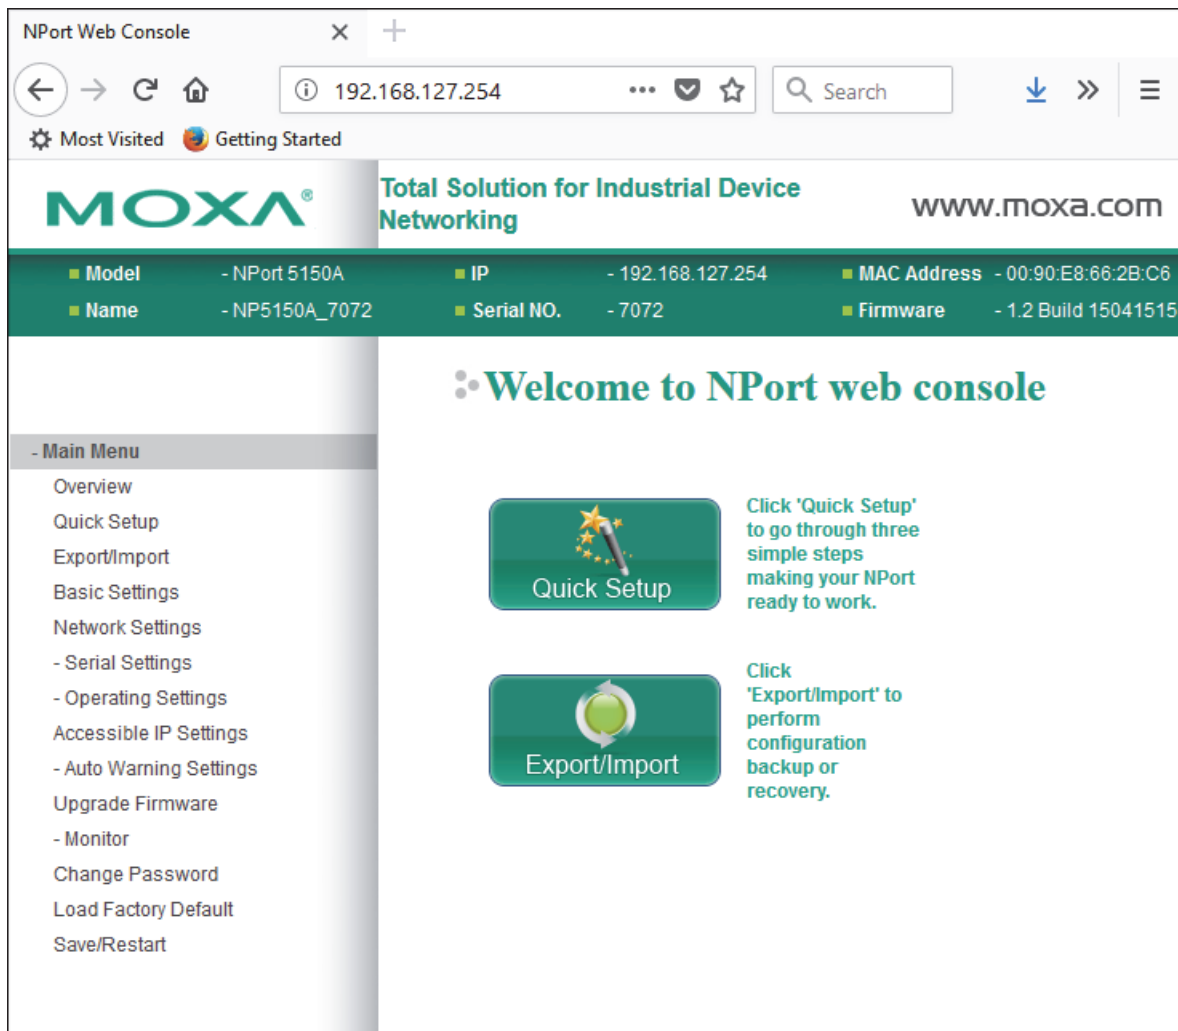 NPort Web Console
192.168.127.254
Search
Most Visited Getting Started
MOXA®
Total Solution for Industrial Device
Networking
www.moxa.com
Model - NPort 5150A IP - 192.168.127.254 MAC Address - 00:90:E8:66:2B:C6
Name - NP5150A_7072 Serial NO. - 7072 Firmware - 1.2 Build 15041515
Welcome to NPort web console
- Main Menu
Overview
Quick Setup
Export/Import
Basic Settings
Network Settings
- Serial Settings
- Operating Settings
Accessible IP Settings
- Auto Warning Settings
Upgrade Firmware
- Monitor
Change Password
Load Factory Default
Save/Restart
Quick Setup
Click 'Quick Setup'
to go through three
simple steps
making your NPort
ready to work.
Export/Import
Click
'Export/Import' to
perform
configuration
backup or
recovery.